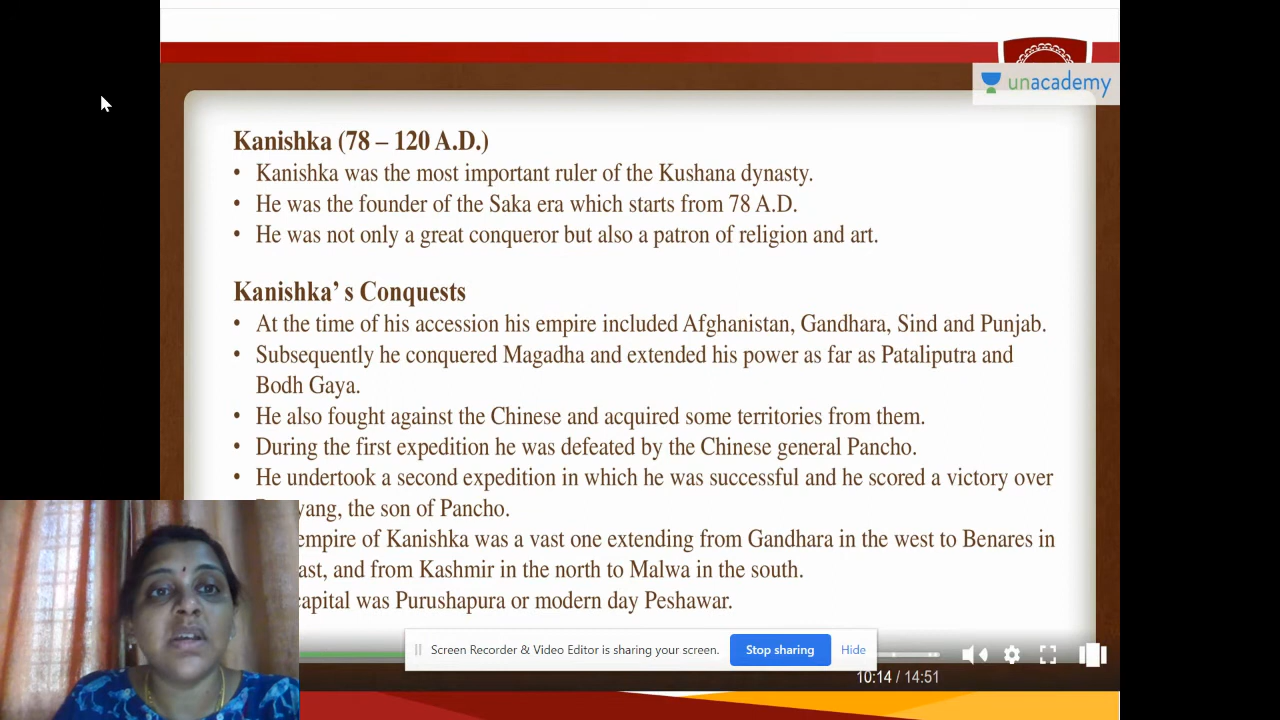 unacademy
Kanishka (78 – 120 A.D.)
• Kanishka was the most important ruler of the Kushana dynasty.
• He was the founder of the Saka era which starts from 78 A.D.
• He was not only a great conqueror but also a patron of religion and art.
Kanishka’ s Conquests
• At the time of his accession his empire included Afghanistan, Gandhara, Sind and Punjab.
• Subsequently he conquered Magadha and extended his power as far as Pataliputra and
Bodh Gaya.
• He also fought against the Chinese and acquired some territories from them.
• During the first expedition he was defeated by the Chinese general Pancho.
• He undertook a second expedition in which he was successful and he scored a victory over
yang, the son of Pancho.
empire of Kanishka was a vast one extending from Gandhara in the west to Benares in
ast, and from Kashmir in the north to Malwa in the south.
capital was Purushapura or modern day Peshawar.
Screen Recorder & Video Editor is sharing your screen. Stop sharing Hide
10:14 / 14:51